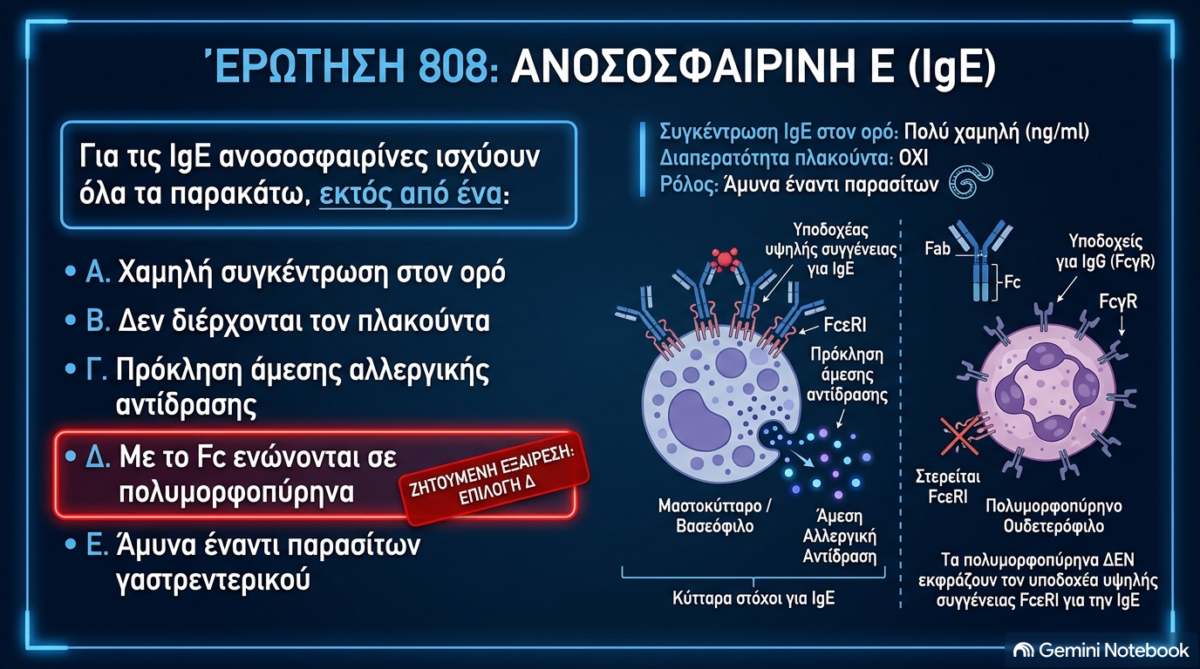 ἘΡΩΤΗΣΗ 808: ΑΝΟΣΟΣΦΑΙΡΙΝΗ Ε (IgE)
Για τις IgE ανοσοσφαιρίνες ισχύουν
όλα τα παρακάτω, εκτός από ένα:
• Α. Χαμηλή συγκέντρωση στον ορό
• Β. Δεν διέρχονται τον πλακούντα
• Γ. Πρόκληση άμεσης αλλεργικής
αντίδρασης
• Δ. Με το Fc ενώνονται σε
πολυμορφοπύρηνα
ΖΗΤΟΥΜΕΝΗ ΕΞΑΙΡΕΣΗ:
ΕΠΙΛΟΓΗ Δ
• Ε. Άμυνα έναντι παρασίτων
γαστρεντερικού
Συγκέντρωση IgE στον ορό: Πολύ χαμηλή (ng/ml)
Διαπερατότητα πλακούντα: ΟΧΙ
Ρόλος: Άμυνα έναντι παρασίτων
Υποδοχέας
υψηλής συγγένειας
για IgE
FcεRI
Πρόκληση
άμεσης
αντίδρασης
Μαστοκύτταρο /
Βασεόφιλο
Άμεση
Αλλεργική
Αντίδραση
Κύτταρα στόχοι για IgE
Fab
Fc
Υποδοχείς
για IgG (FcγR)
FcγR
Στερείται
FcεRI
Πολυμορφοπύρηνο
Ουδετερόφιλο
Τα πολυμορφοπύρηνα ΔΕΝ
εκφράζουν τον υποδοχέα υψηλής
συγγένειας FcεRI για την IgE
Gemini Notebook